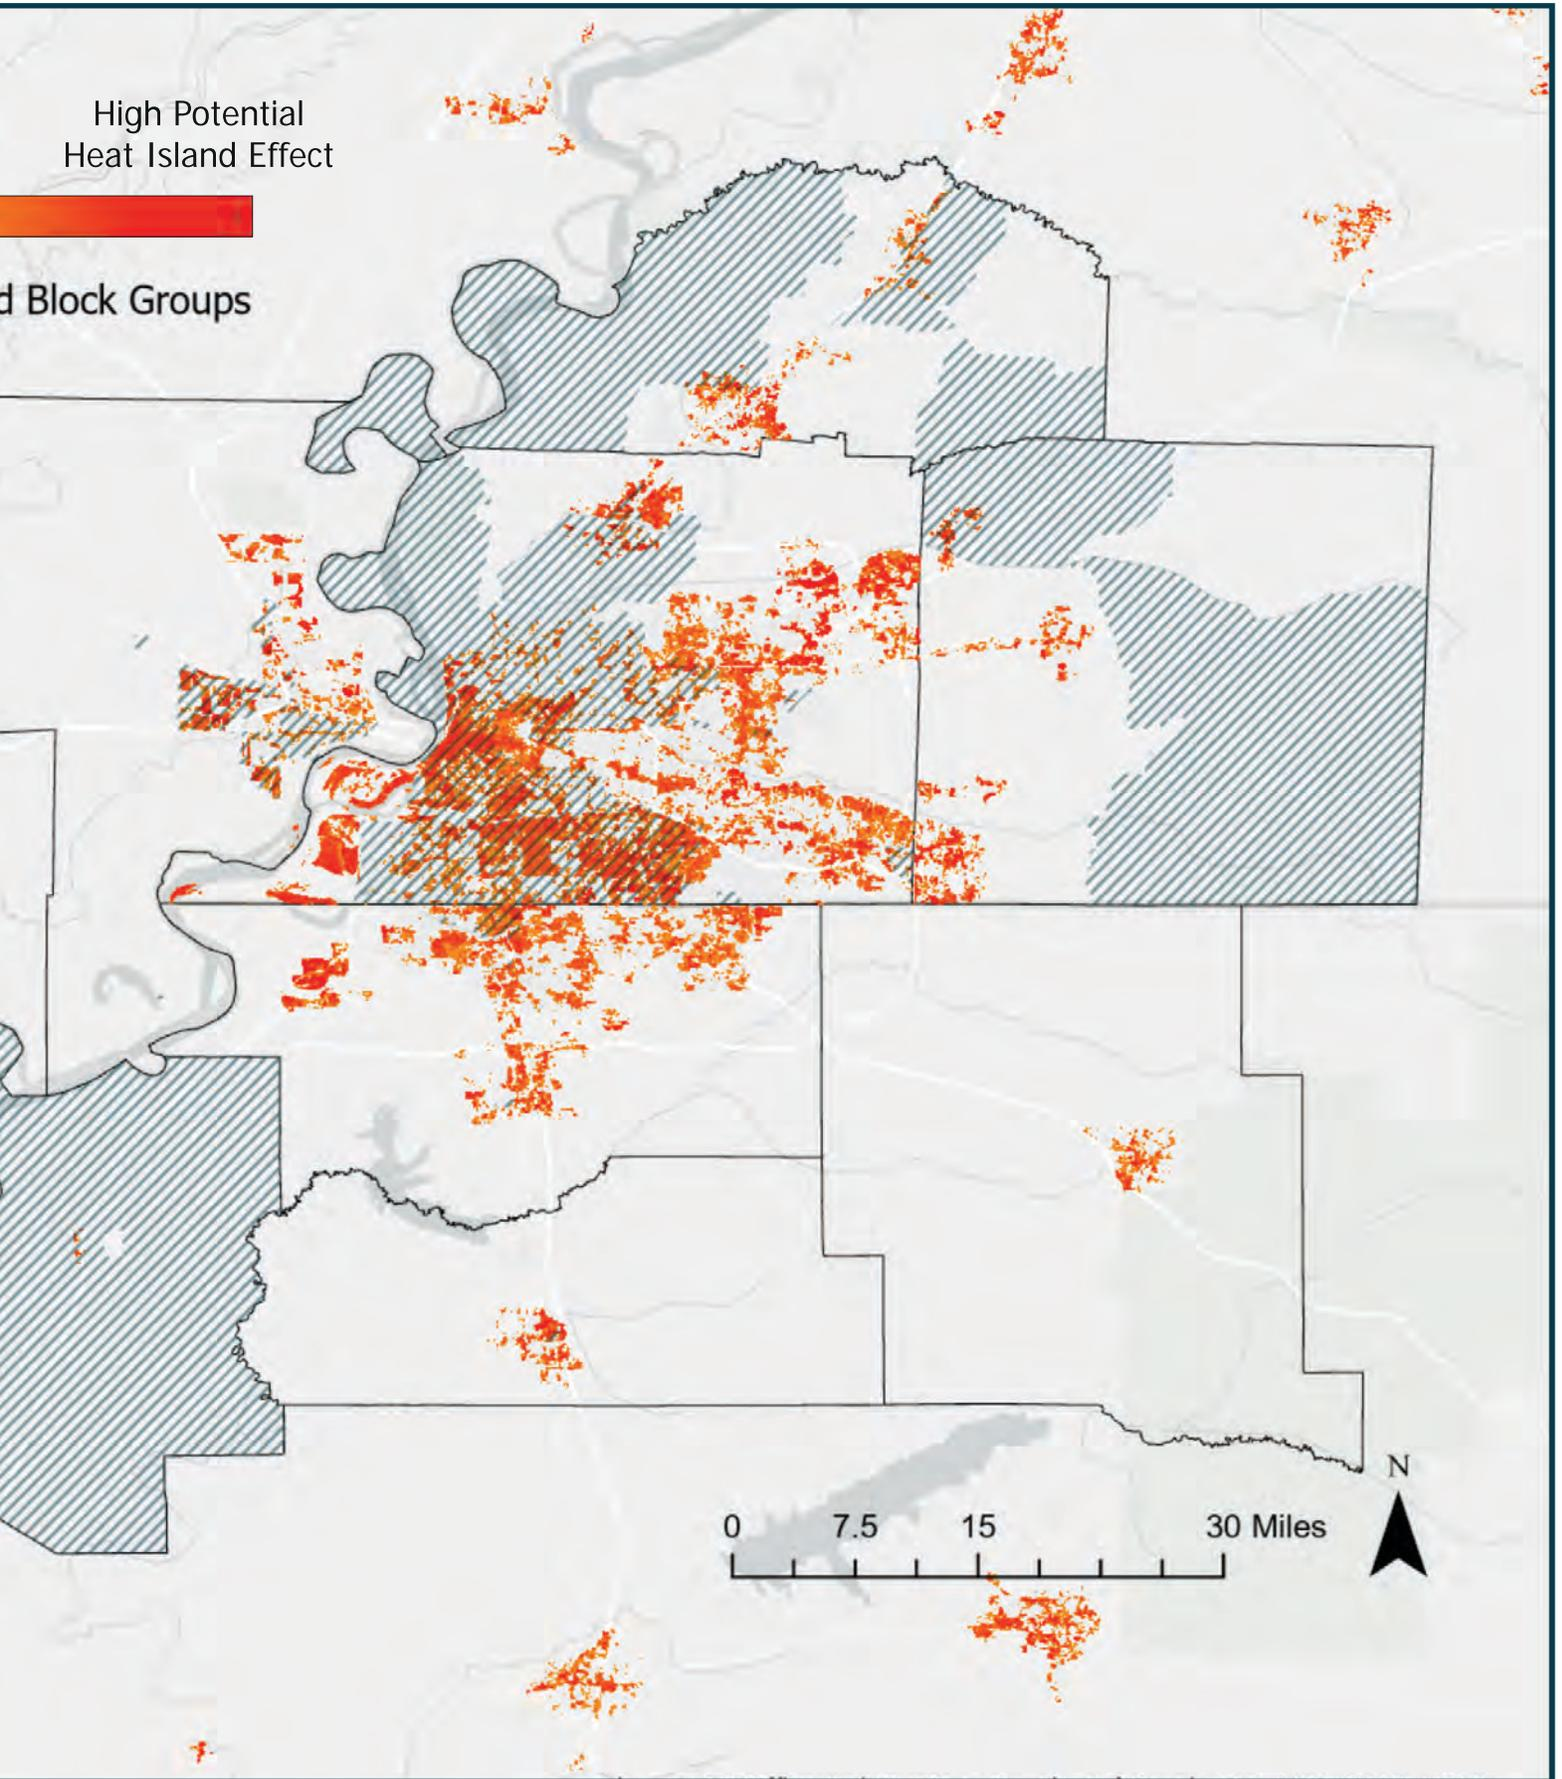 High Potential
Heat Island Effect
d Block Groups
N
0 7.5 15 30 Miles